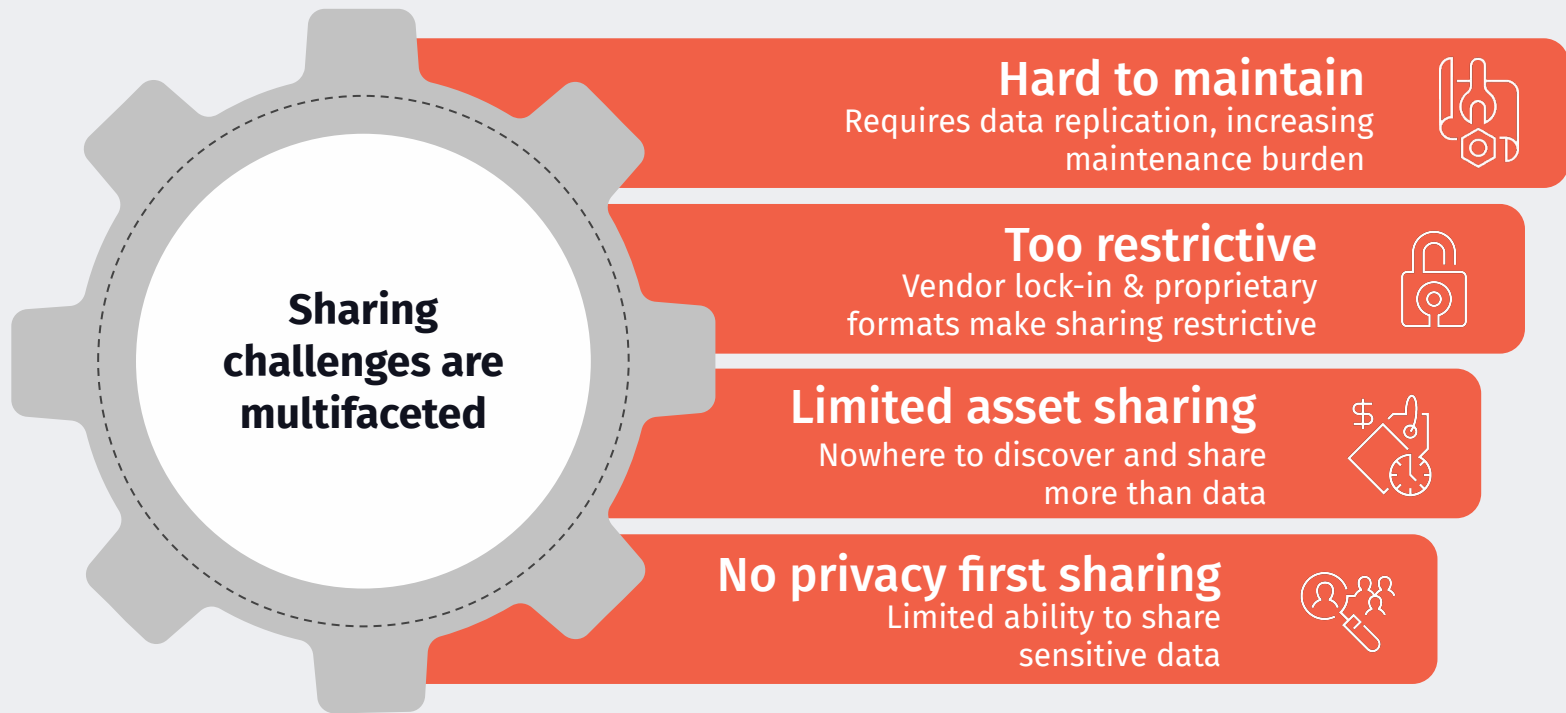 Sharing
challenges are
multifaceted
Hard to maintain
Requires data replication, increasing
maintenance burden
Too restrictive
Vendor lock-in & proprietary
formats make sharing restrictive
Limited asset sharing
Nowhere to discover and share
more than data
$
No privacy first sharing
Limited ability to share
sensitive data